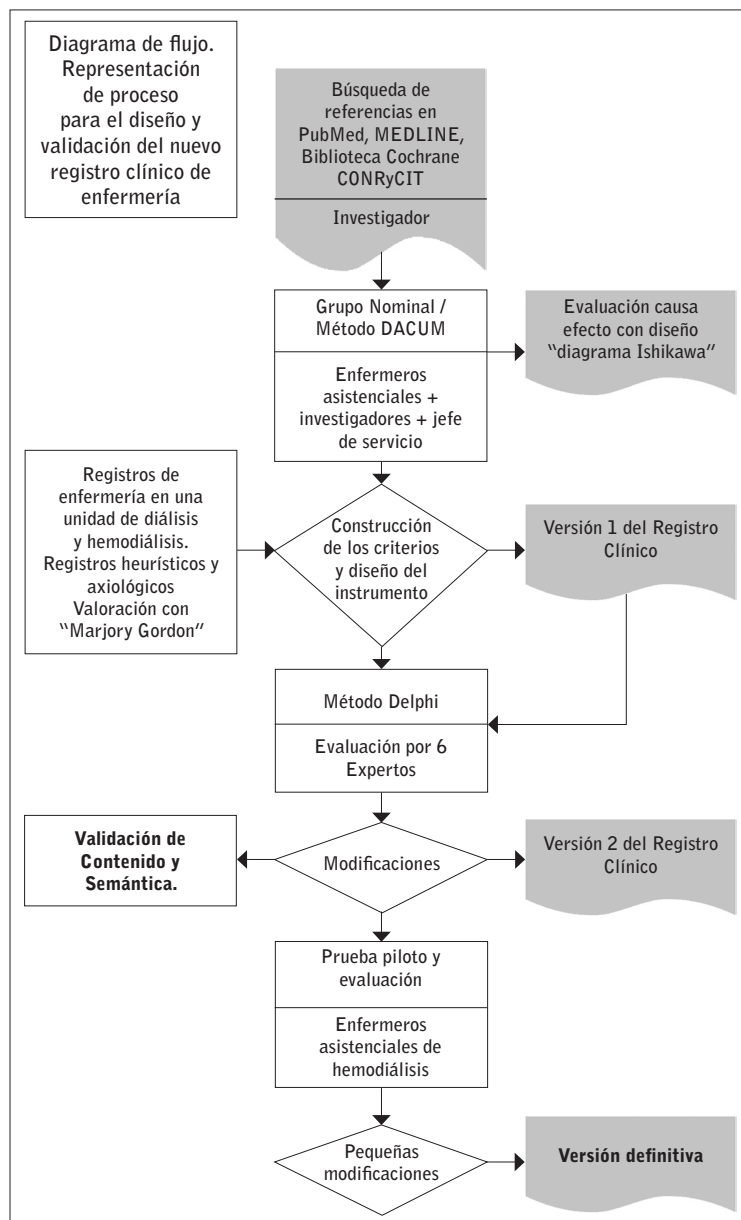 Diagrama de flujo.
Representación
de proceso
para el diseño y
validación del nuevo
registro clínico de
enfermería
Búsqueda de
referencias en
PubMed, MEDLINE,
Biblioteca Cochrane
CONRyCIT
Investigador
Grupo Nominal /
Método DACUM
Enfermeros
asistenciales +
investigadores + jefe
de servicio
Evaluación causa
efecto con diseño
“diagrama Ishikawa”
Registros de
enfermería en una
unidad de diálisis
y hemodiálisis.
Registros heurísticos y
axiológicos
Valoración con
“Marjory Gordon”
Construcción
de los criterios
y diseño del
instrumento
Versión 1 del Registro
Clínico
Método Delphi
Evaluación por 6
Expertos
Validación de
Contenido y
Semántica.
Modificaciones
Versión 2 del Registro
Clínico
Prueba piloto y
evaluación
Enfermeros
asistenciales de
hemodiálisis
Pequeñas
modificaciones
Versión definitiva